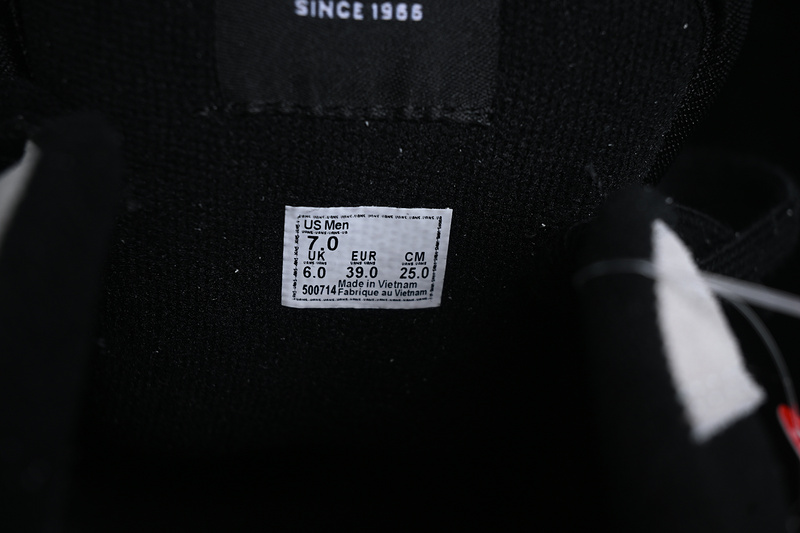 SINCE 1966
US Men
7.0
UK EUR CM
6.0 39.0 25.0
500714 Made in Vietnam
Fabrique au Vietnam